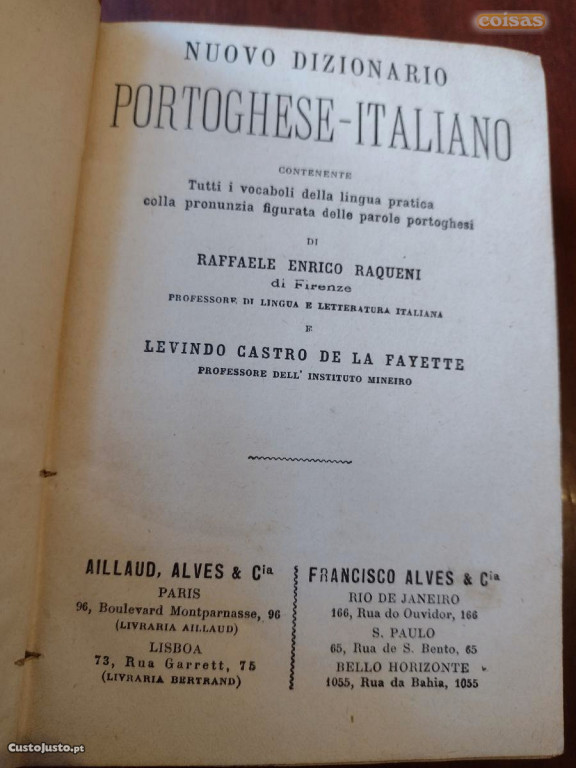 coisas
NUOVO DIZIONARIO
PORTOGHESE-ITALIANO
CONTENENTE
Tutti i vocaboli della lingua pratica
colla pronunzia figurata delle parole portoghesi
DI
RAFFAELE ENRICO RAQUENI
di Firenze
PROFESSORE DI LINGUA E LETTERATURA ITALIANA
E
LEVINDO CASTRO DE LA FAYETTE
PROFESSORE DELL' INSTITUTO MINEIRO
AILLAUD, ALVES & Cia
PARIS
96, Boulevard Montparnasse, 96
(LIVRARIA AILLAUD)
LISBOA
73, Rua Garrett, 75
(LIVRARIA BERTRAND)
FRANCISCO ALVES & Cia
RIO DE JANEIRO
166, Rua do Ouvidor, 166
S. PAULO
65, Rua de S. Bento, 65
BELLO HORIZONTE
1055, Rua da Bahia, 1055
CustoJusto.pt